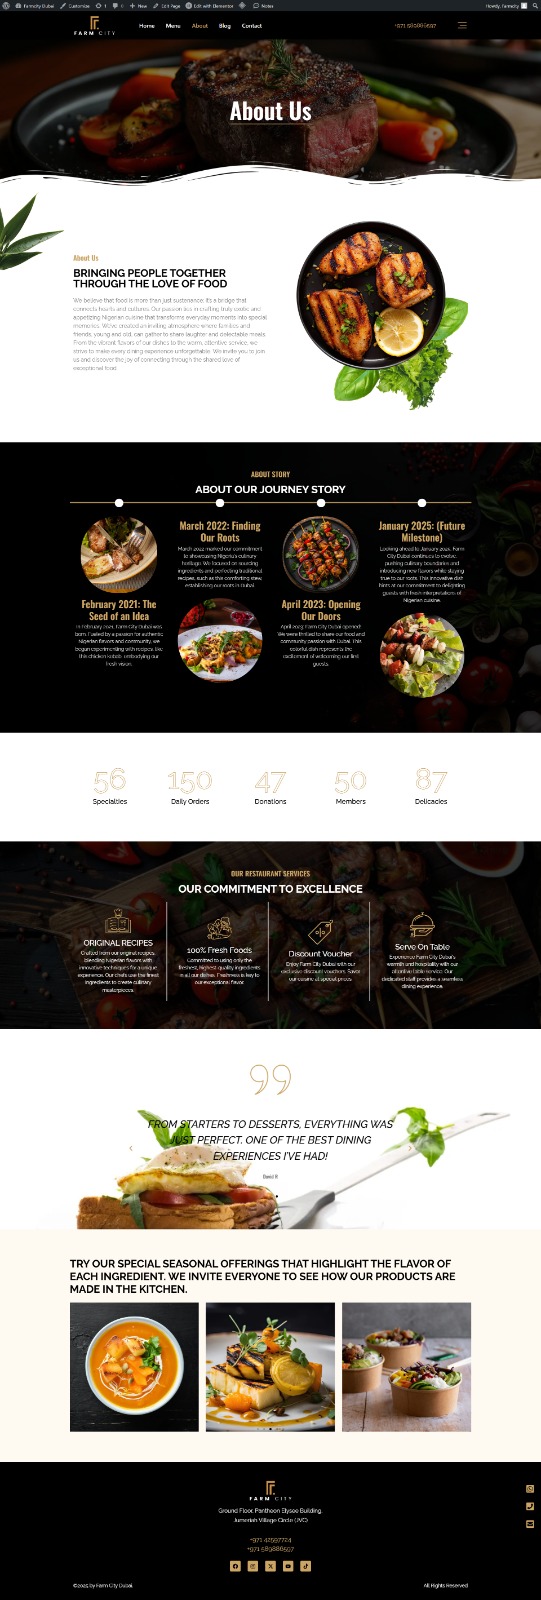 Farmcity Dubai Customise 1 0 New Edit Page Edit with Elementor Notes Howdy, farmcity
FARM CITY
Home Menu About Blog Contact
+971 589886597
About Us
About Us
BRINGING PEOPLE TOGETHER
THROUGH THE LOVE OF FOOD
We believe that food is more than just sustenance; it's a bridge that
connects hearts and cultures. Our passion lies in crafting truly exotic and
appetizing Nigerian cuisine that transforms everyday moments into special
memories. We've created an inviting atmosphere where families and
friends, young and old, can gather to share laughter and delectable meals.
From the vibrant flavors of our dishes to the warm, attentive service, we
strive to make every dining experience unforgettable. We invite you to join
us and discover the joy of connecting through the shared love of
exceptional food.
ABOUT STORY
ABOUT OUR JOURNEY STORY
February 2021: The
Seed of an Idea
In February 2021, Farm City Dubai was
born. Fueled by a passion for authentic
Nigerian flavors and community, we
began experimenting with recipes, like
this chicken kebab, embodying our
fresh vision.
March 2022: Finding
Our Roots
March 2022 marked our commitment
to showcasing Nigeria's culinary
heritage. We focused on sourcing
ingredients and perfecting traditional
recipes, such as this comforting stew,
establishing our roots in Dubai.
April 2023: Opening
Our Doors
April 2023: Farm City Dubai opened!
We were thrilled to share our food and
community passion with Dubai. This
colorful dish represents the
excitement of welcoming our first
guests.
January 2025: (Future
Milestone)
Looking ahead to January 2025, Farm
City Dubai continues to evolve,
pushing culinary boundaries and
introducing new flavors while staying
true to our roots. This innovative dish
hints at our commitment to delighting
guests with fresh interpretations of
Nigerian cuisine.
56 150 47 50 87
Specialties Daily Orders Donations Members Delicacies
OUR RESTAURANT SERVICES
OUR COMMITMENT TO EXCELLENCE
ORIGINAL RECIPES
Crafted from our original recipes,
blending Nigerian flavors with
innovative techniques for a unique
experience. Our chefs use the finest
ingredients to create culinary
masterpieces.
100% Fresh Foods
Committed to using only the
freshest, highest quality ingredients
in all our dishes. Freshness is key to
our exceptional flavor.
Discount Voucher
Enjoy Farm City Dubai with our
exclusive discount vouchers. Savor
our cuisine at special prices
Serve On Table
Experience Farm City Dubai's
warmth and hospitality with our
attentive table service. Our
dedicated staff provides a seamless
dining experience.
FROM STARTERS TO DESSERTS, EVERYTHING WAS
JUST PERFECT. ONE OF THE BEST DINING
EXPERIENCES I'VE HAD!
David R
TRY OUR SPECIAL SEASONAL OFFERINGS THAT HIGHLIGHT THE FLAVOR OF
EACH INGREDIENT. WE INVITE EVERYONE TO SEE HOW OUR PRODUCTS ARE
MADE IN THE KITCHEN.
FARM CITY
Ground Floor, Pantheon Elysee Building,
Jumeriah Village Circle (JVC)
+971 42597724
+971 589886597
©2025 by Farm City Dubai.
All Rights Reserved